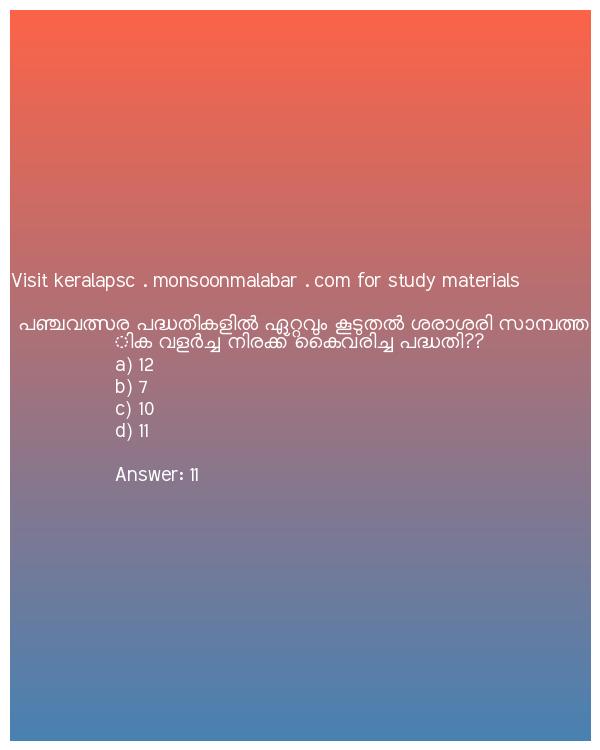 Visit keralapsc . monsoonmalabar . com for study materials
പഞ്ചവത്സര പദ്ധതികളിൽ ഏറ്റവും കൂടുതൽ ശരാശരി സാമ്പത്ത
ിക വളർച്ച നിരക്ക് കൈവരിച്ച പദ്ധതി??
a) 12
b) 7
c) 10
d) 11
Answer: 11